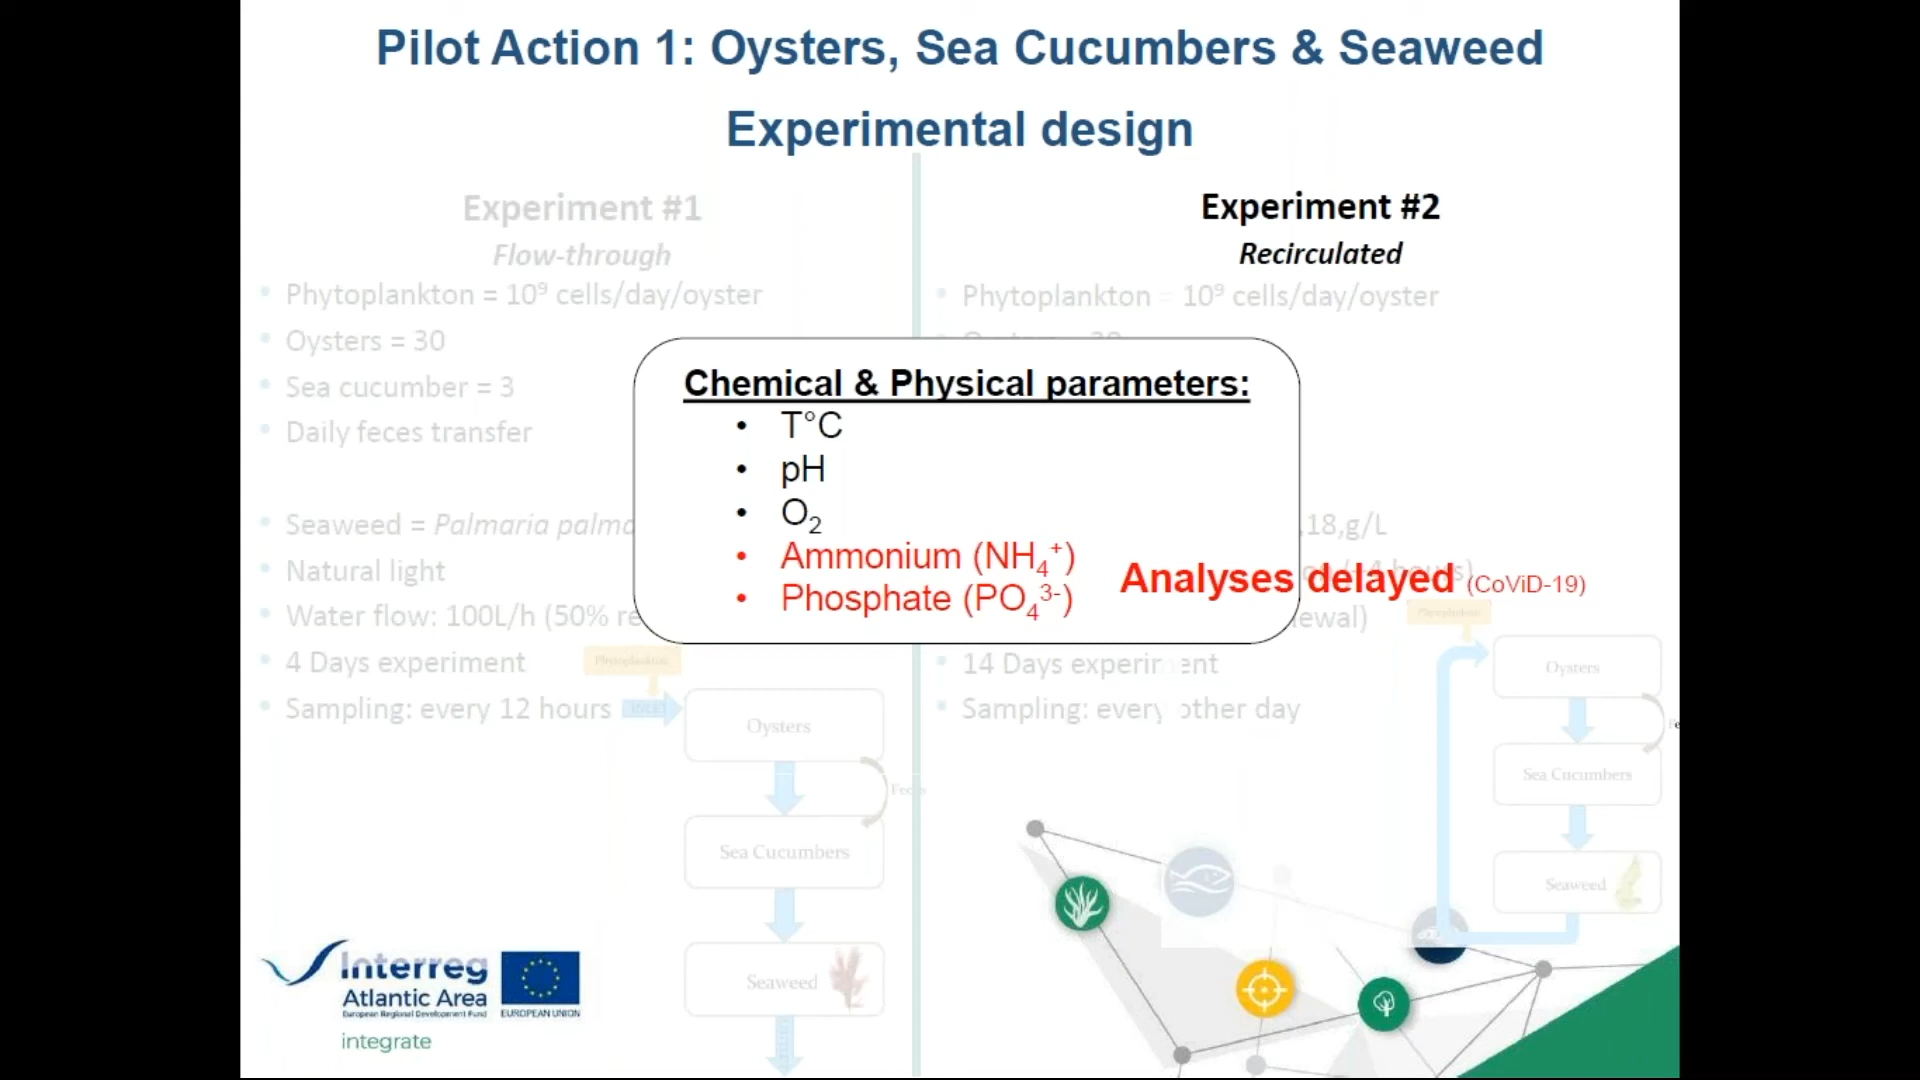 Pilot Action 1: Oysters, Sea Cucumbers & Seaweed
Experimental design
Experiment #1
Flow-through
• Phytoplankton = 10⁹ cells/day/oyster
• Oysters = 30
• Sea cucumber = 3
• Daily feces transfer
• Seaweed = Palmaria
• Natural light
• Water flow: 100L/h (50%
• 4 Days experiment
• Sampling: every 12 hours
Phytoplankton
Oysters
Sea Cucumbers
Seaweed
Experiment #2
Recirculated
• Phytoplankton = 10⁹ cells/day/oyster
18,g/L
hours)
• 14 Days experiment
• Sampling: every other day
Phytoplankton
Oysters
Sea Cucumbers
Seaweed
Chemical & Physical parameters:
• T°C
• pH
• O₂
• Ammonium (NH₄⁺)
• Phosphate (PO₄³⁻)
Analyses delayed (CoViD-19)
Interreg
Atlantic Area
European Regional Development Fund
EUROPEAN UNION
integrate